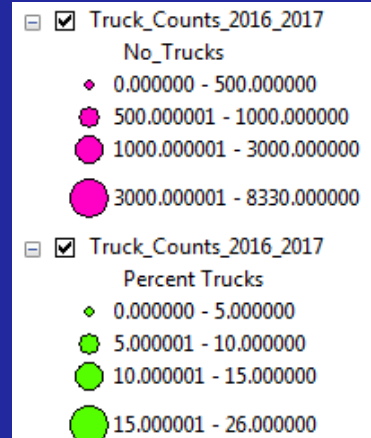 Truck_Counts_2016_2017
No_Trucks
0.000000 - 500.000000
500.000001 - 1000.000000
1000.000001 - 3000.000000
3000.000001 - 8330.000000
Truck_Counts_2016_2017
Percent Trucks
0.000000 - 5.000000
5.000001 - 10.000000
10.000001 - 15.000000
15.000001 - 26.000000